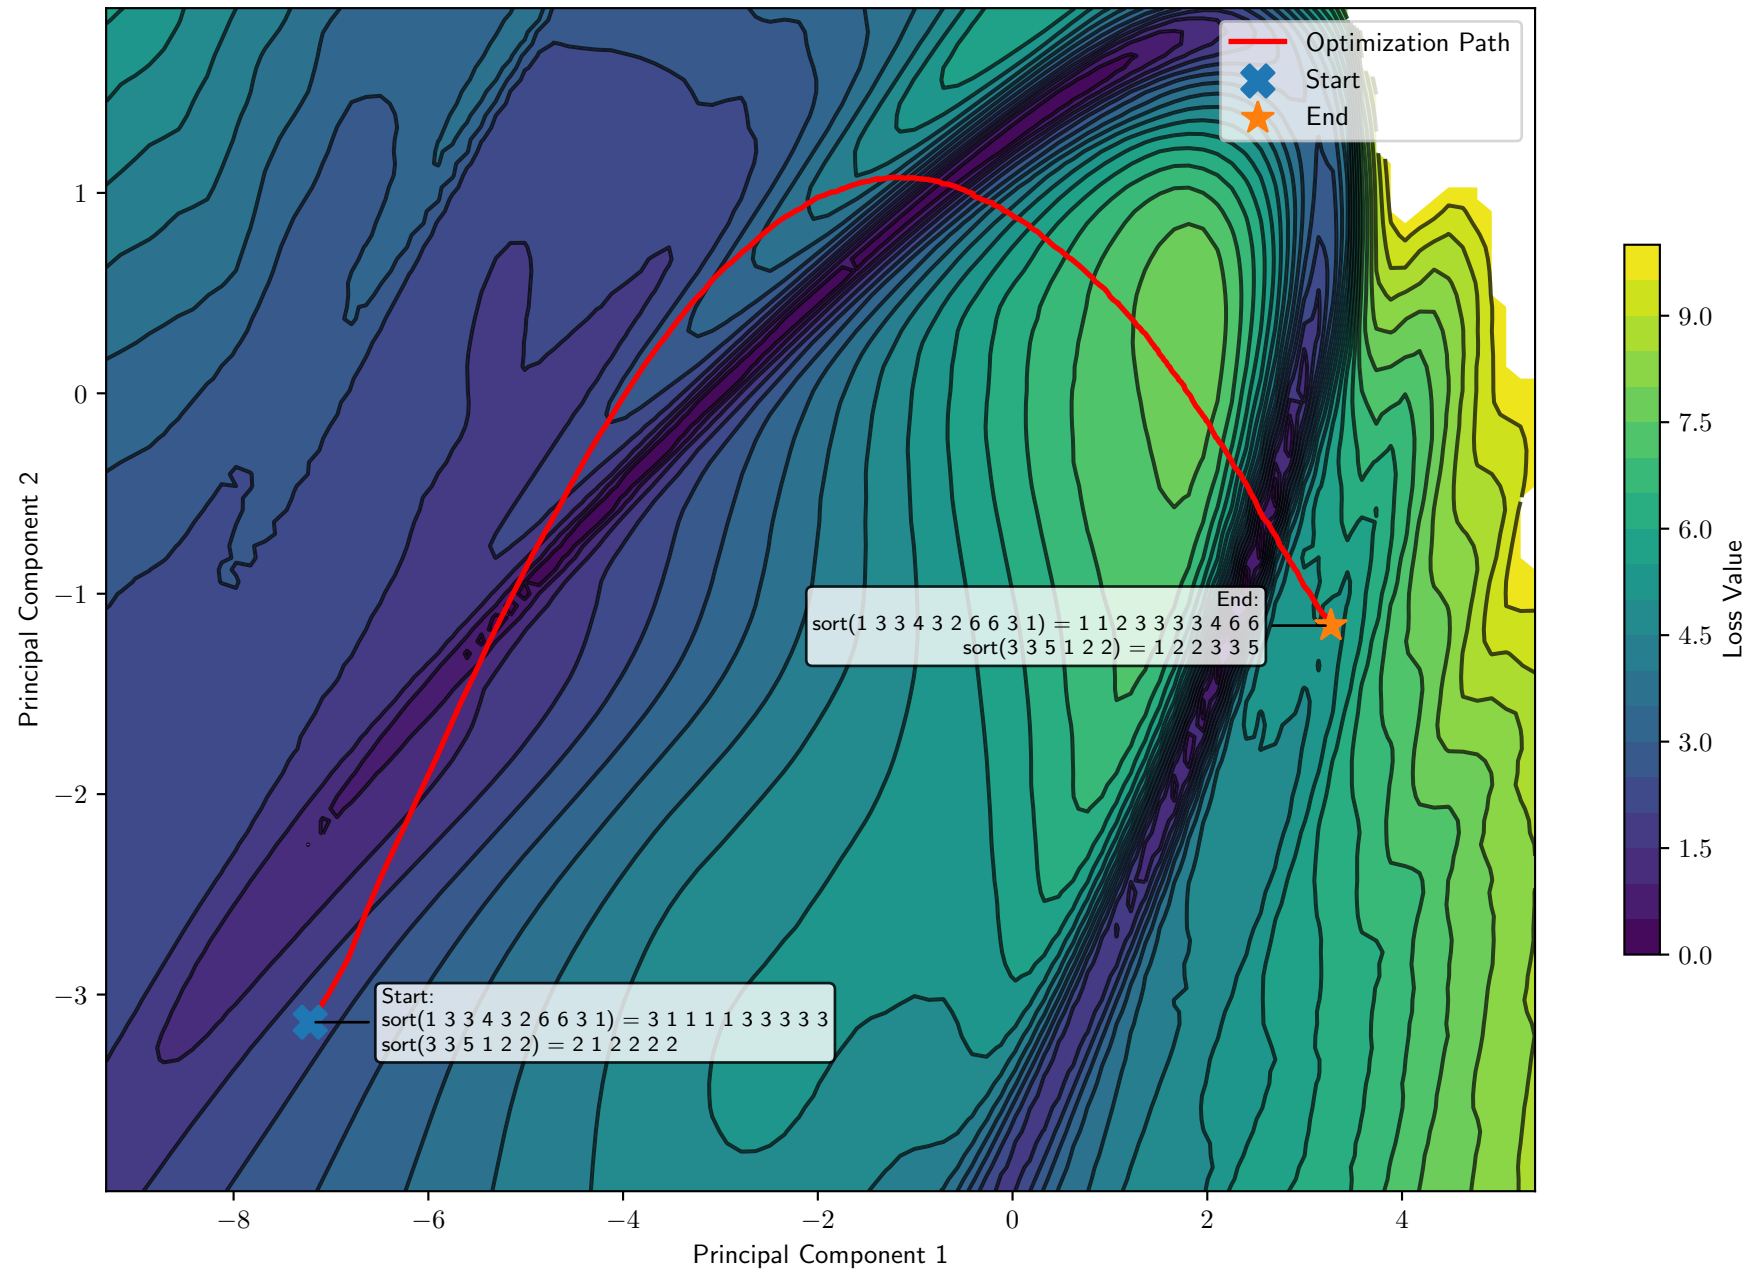 Optimization Path
Start
End
1
0
−1
−2
−3
Principal Component 2
End:
sort(1 3 3 4 3 2 6 6 3 1) = 1 1 2 3 3 3 3 4 6 6
sort(3 3 5 1 2 2) = 1 2 2 3 3 5
Start:
sort(1 3 3 4 3 2 6 6 3 1) = 3 1 1 1 1 3 3 3 3 3
sort(3 3 5 1 2 2) = 2 1 2 2 2 2
−8 −6 −4 −2 0 2 4
Principal Component 1
9.0
7.5
6.0
4.5
3.0
1.5
0.0
Loss Value